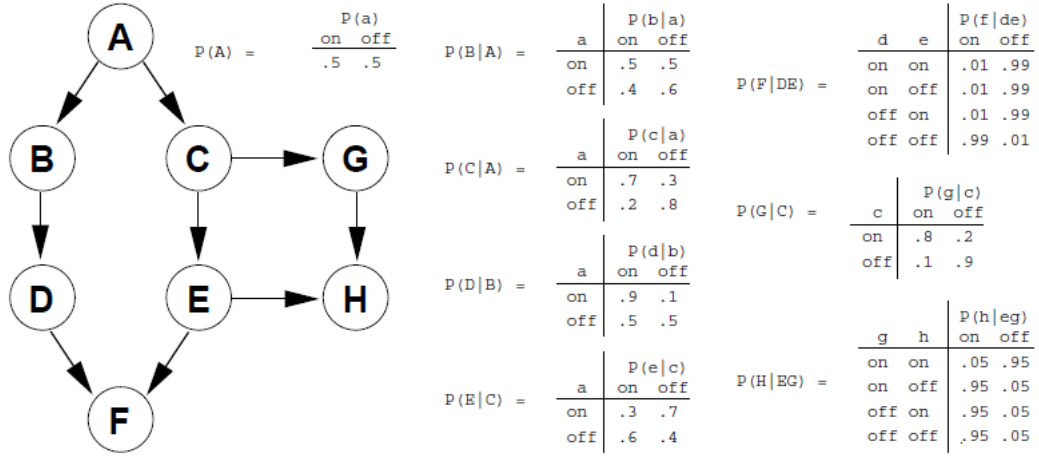 A
B
C
G
D
E
H
F
P(a)
P(A) = on off
.5 .5
P(b|a)
P(B|A) = a on off
on .5 .5
off .4 .6
P(c|a)
P(C|A) = a on off
on .7 .3
off .2 .8
P(d|b)
P(D|B) = a on off
on .9 .1
off .5 .5
P(e|c)
P(E|C) = a on off
on .3 .7
off .6 .4
P(f|de)
d e on off
on on .01 .99
P(F|DE) = on off .01 .99
off on .01 .99
off off .99 .01
P(g|c)
P(G|C) = c on off
on .8 .2
off .1 .9
P(h|eg)
g h on off
on on .05 .95
P(H|EG) = on off .95 .05
off on .95 .05
off off .95 .05